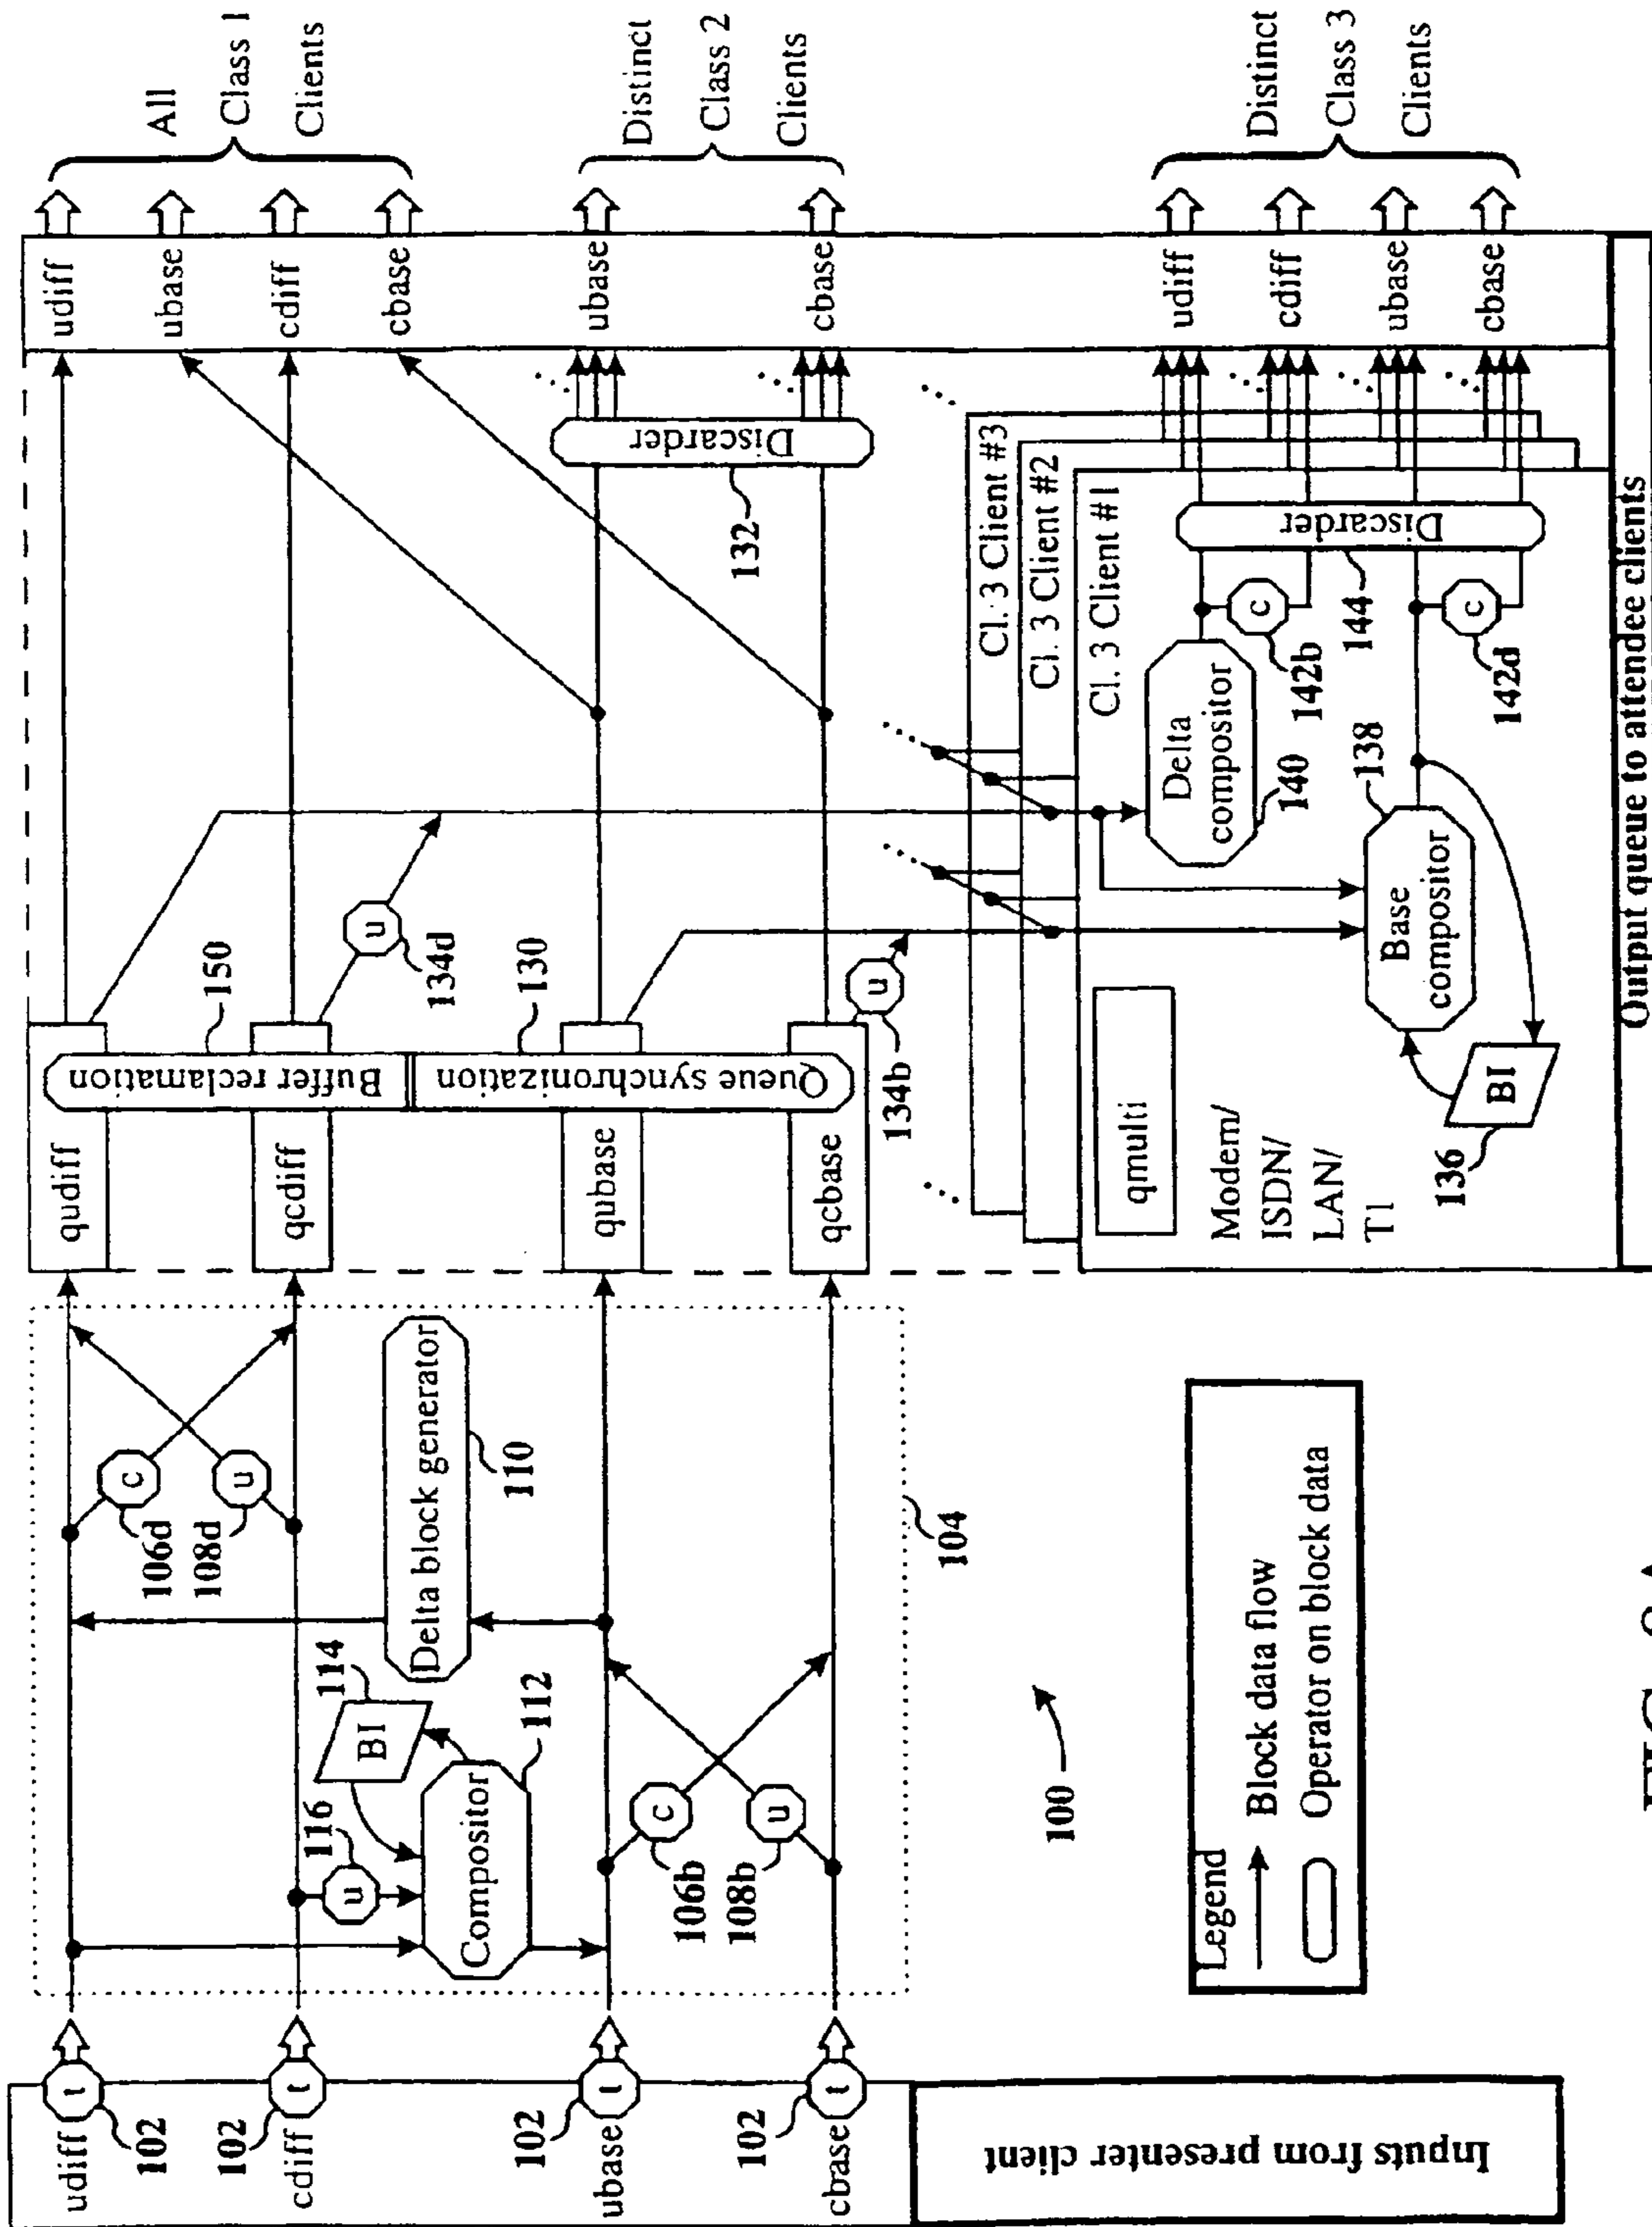 udiff
t
102
cdiff
t
102
ubase
t
102
cbase
t
102
Inputs from presenter client
106d
c
108d
u
114
BI
116
u
Compositor
112
Delta block generator
110
106b
c
108b
u
104
100
Legend
Block data flow
Operator on block data
qudiff
qcdiff
qubase
qcbase
Buffer reclamation
150
Queue synchronization
130
u
134d
u
134b
Discarder
132
Cl. 3 Client #3
Cl. 3 Client #2
Cl. 3 Client #1
qmulti
Modem/
ISDN/
LAN/
T1
Delta
compositor
140
Base
compositor
138
BI
136
c
142b
c
142d
Discarder
144
udiff
ubase
cdiff
cbase
All
Class 1
Clients
ubase
cbase
Distinct
Class 2
Clients
udiff
cdiff
ubase
cbase
Distinct
Class 3
Clients
Output queue to attendee clients